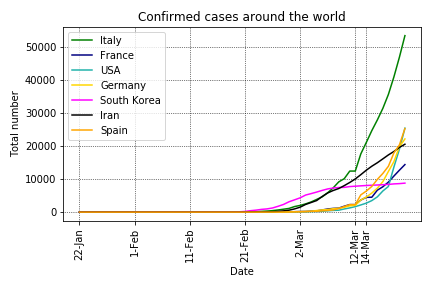 Confirmed cases around the world
Italy
France
USA
Germany
South Korea
Iran
Spain
Total number
50000
40000
30000
20000
10000
0
22-Jan
1-Feb
11-Feb
21-Feb
2-Mar
12-Mar
14-Mar
Date